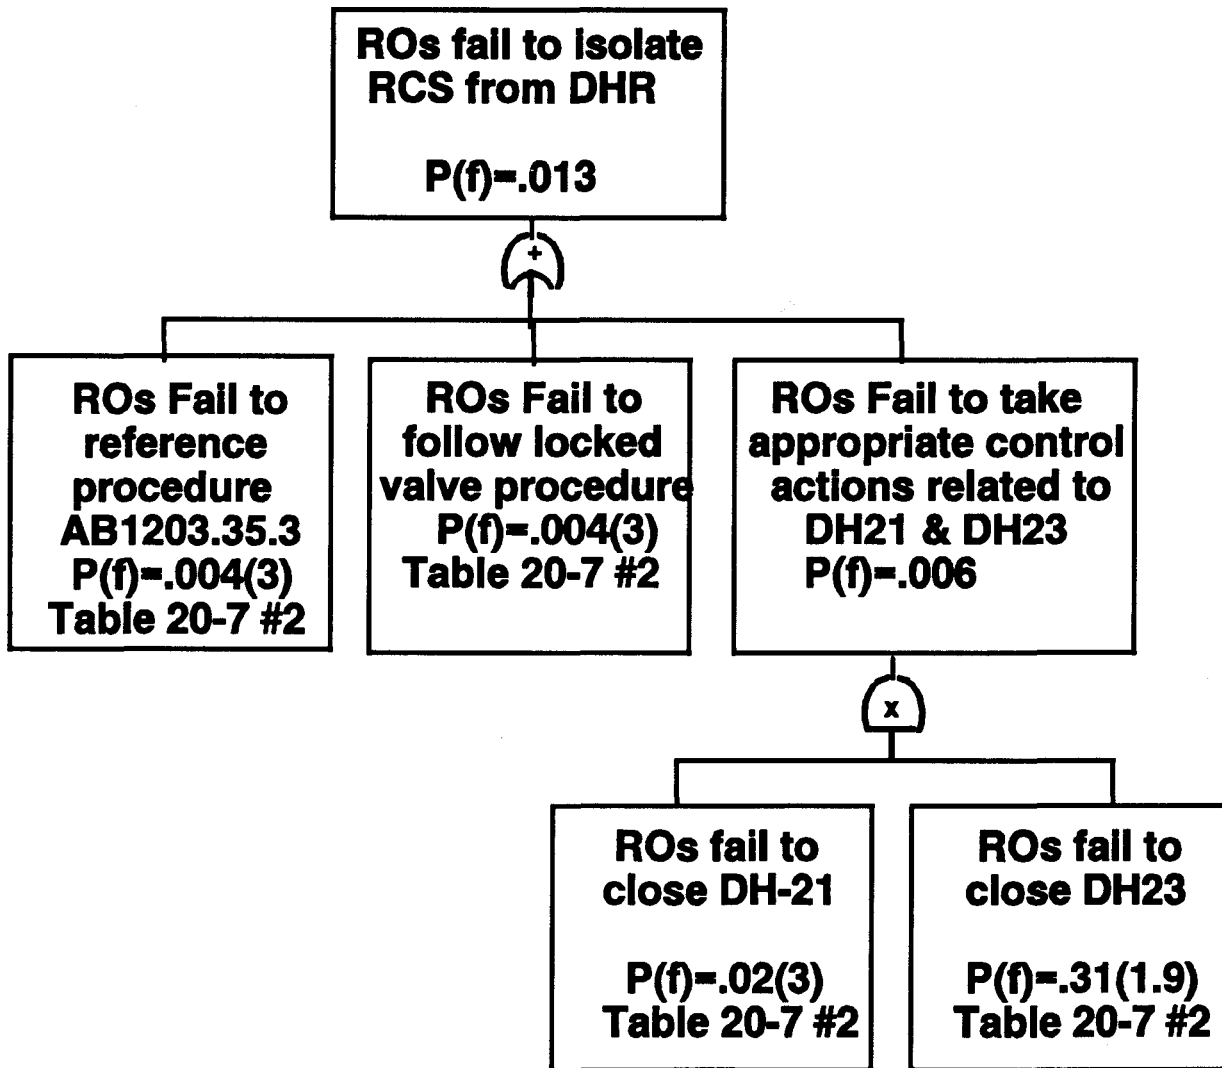 ROs fail to isolate
RCS from DHR
P(f)=.013
+
ROs Fail to
reference
procedure
AB1203.35.3
P(f)=.004(3)
Table 20-7 #2
ROs Fail to
follow locked
valve procedure
P(f)=.004(3)
Table 20-7 #2
ROs Fail to take
appropriate control
actions related to
DH21 & DH23
P(f)=.006
x
ROs fail to
close DH-21
P(f)=.02(3)
Table 20-7 #2
ROs fail to
close DH23
P(f)=.31(1.9)
Table 20-7 #2